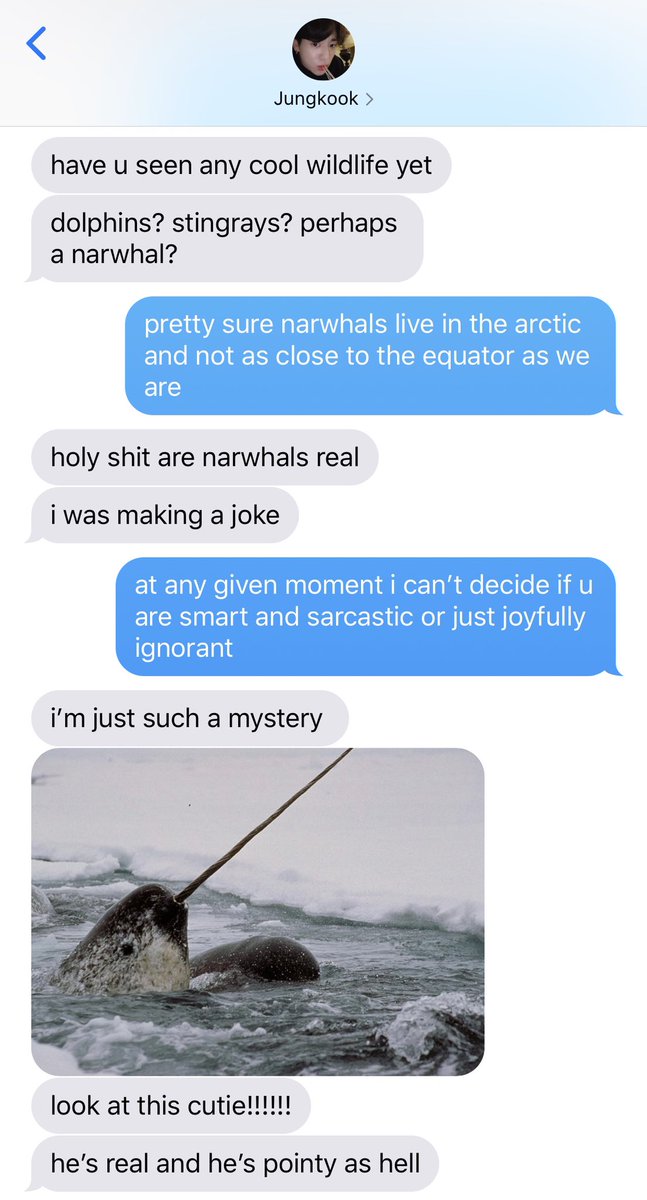 Jungkook
have u seen any cool wildlife yet
dolphins? stingrays? perhaps
a narwhal?
pretty sure narwhals live in the arctic
and not as close to the equator as we
are
holy shit are narwhals real
i was making a joke
at any given moment i can’t decide if u
are smart and sarcastic or just joyfully
ignorant
i’m just such a mystery
look at this cutie!!!!!!
he’s real and he’s pointy as hell